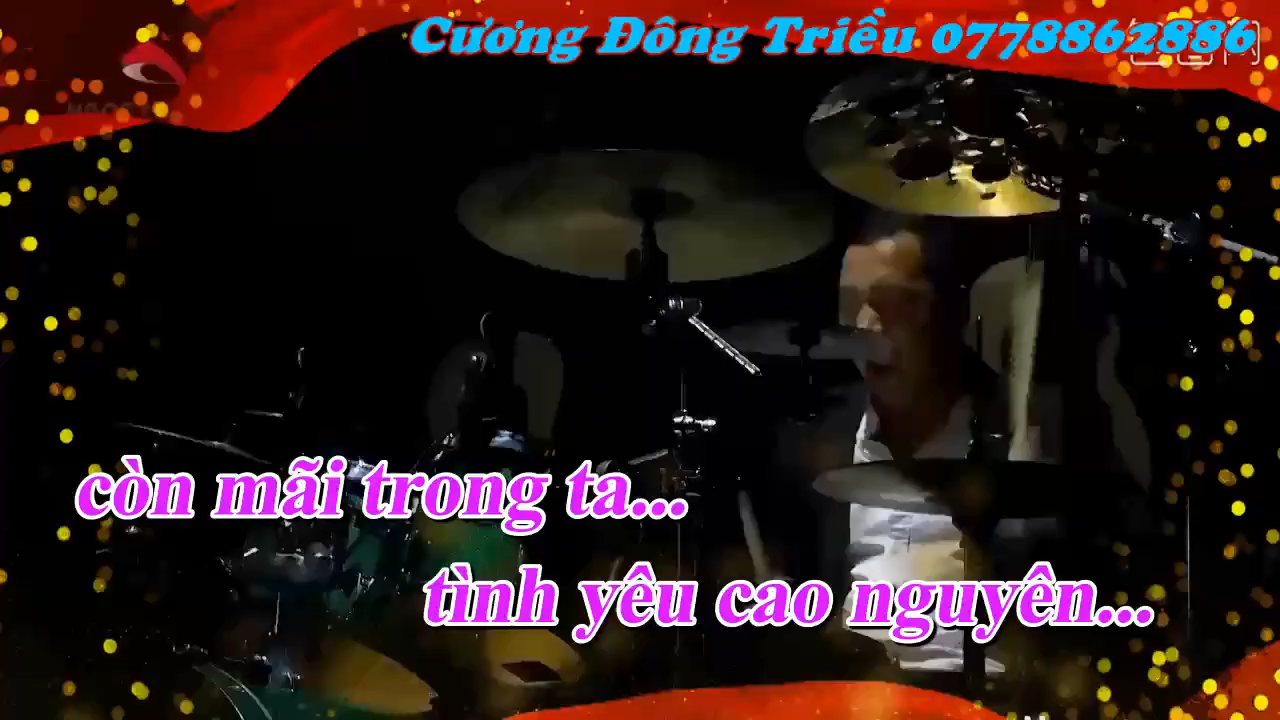 Cương Đông Triều 0778862886
còn mãi trong ta...
tình yêu cao nguyên...